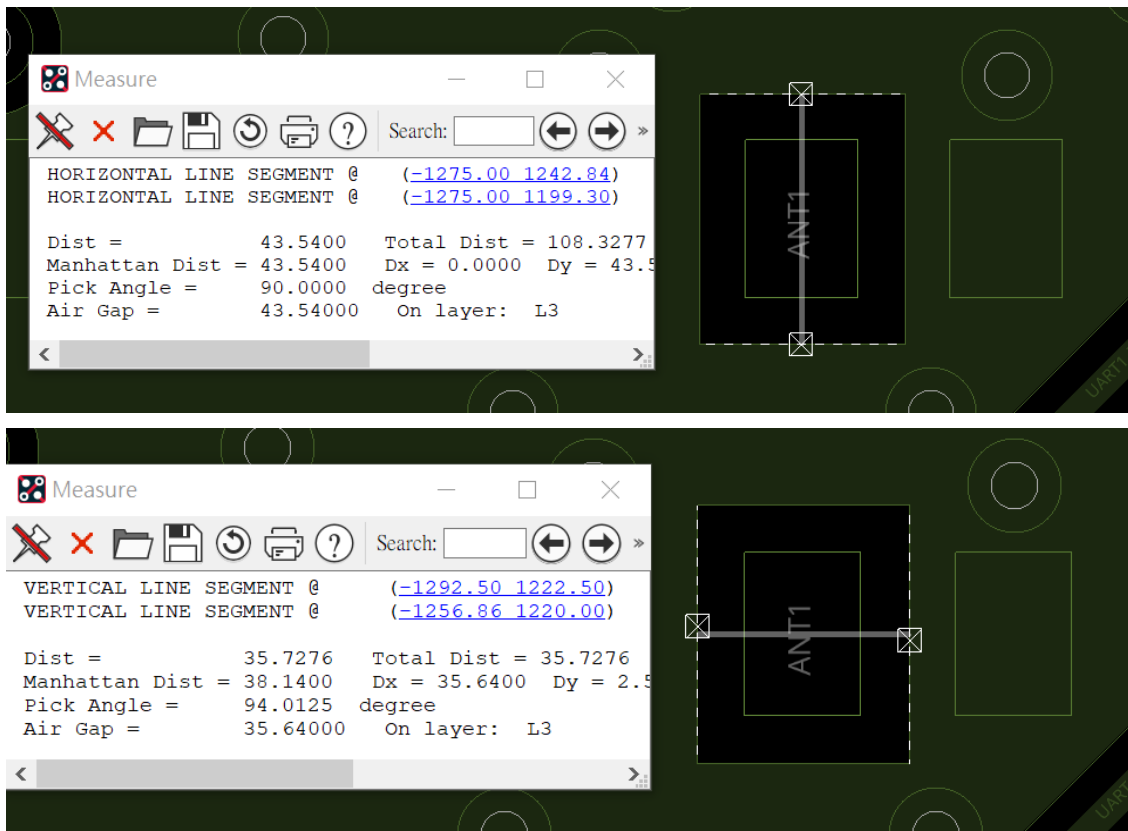 Measure
Search:
»
HORIZONTAL LINE SEGMENT @ (-1275.00 1242.84)
HORIZONTAL LINE SEGMENT @ (-1275.00 1199.30)
Dist = 43.5400 Total Dist = 108.3277
Manhattan Dist = 43.5400 Dx = 0.0000 Dy = 43.5
Pick Angle = 90.0000 degree
Air Gap = 43.54000 On layer: L3
ANT1
UART1
Measure
Search:
»
VERTICAL LINE SEGMENT @ (-1292.50 1222.50)
VERTICAL LINE SEGMENT @ (-1256.86 1220.00)
Dist = 35.7276 Total Dist = 35.7276
Manhattan Dist = 38.1400 Dx = 35.6400 Dy = 2.5
Pick Angle = 94.0125 degree
Air Gap = 35.64000 On layer: L3
ANT1
UART